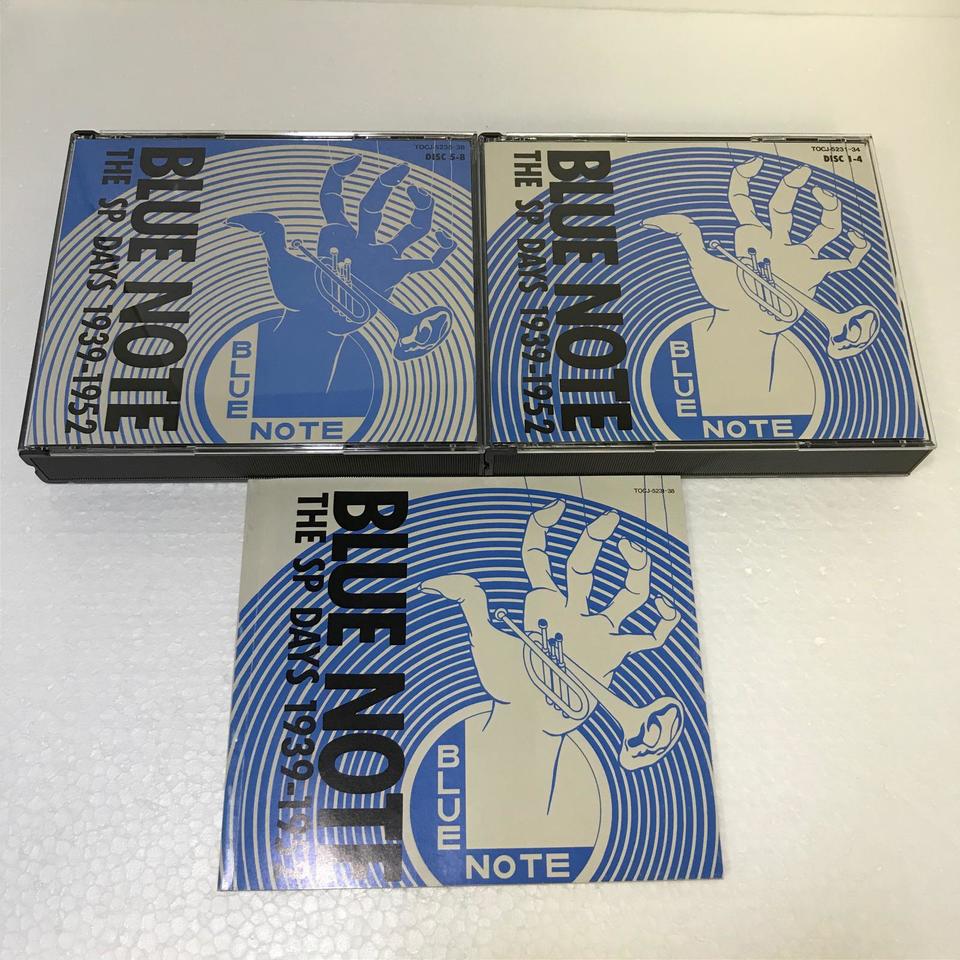 TOCJ-5235-38
DISC 5-8
BLUE NOTE
THE SP DAYS 1939-1952
BLUE
NOTE
TOCJ-5231-34
DISC 1-4
BLUE NOTE
THE SP DAYS 1939-1952
BLUE
NOTE
TOCJ-5231-38
BLUE NOTE
THE SP DAYS 1939-1952
BLUE
NOTE